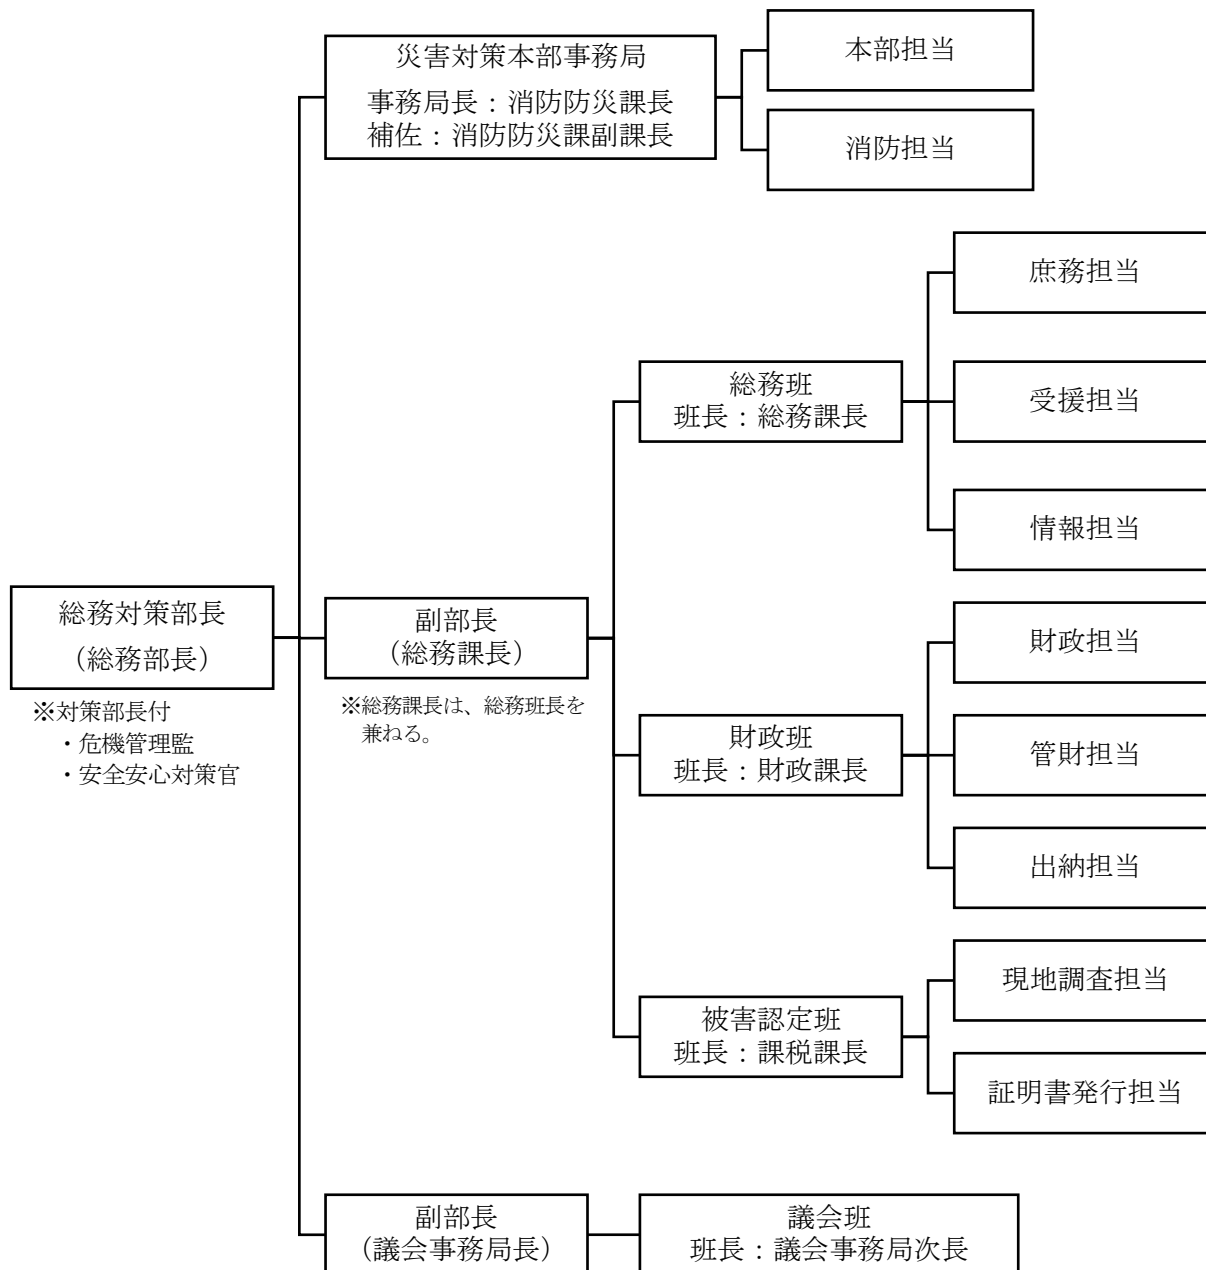 災害対策本部事務局
事務局長：消防防災課長
補佐：消防防災課副課長
本部担当
消防担当
総務対策部長
（総務部長）
※対策部長付
・危機管理監
・安全安心対策官
副部長
（総務課長）
※総務課長は、総務班長を
兼ねる。
総務班
班長：総務課長
庶務担当
受援担当
情報担当
財政班
班長：財政課長
財政担当
管財担当
出納担当
被害認定班
班長：課税課長
現地調査担当
証明書発行担当
副部長
（議会事務局長）
議会班
班長：議会事務局次長